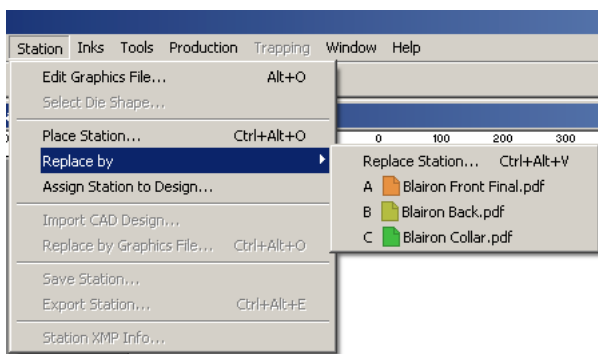 Station Inks Tools Production Trapping Window Help
Edit Graphics File... Alt+O
Select Die Shape...
Place Station... Ctrl+Alt+O
0 100 200 300
Replace by
Replace Station... Ctrl+Alt+V
Assign Station to Design...
A Blairon Front Final.pdf
Import CAD Design...
B Blairon Back.pdf
Replace by Graphics File... Ctrl+Alt+O
C Blairon Collar.pdf
Save Station...
Export Station... Ctrl+Alt+E
Station XMP Info...